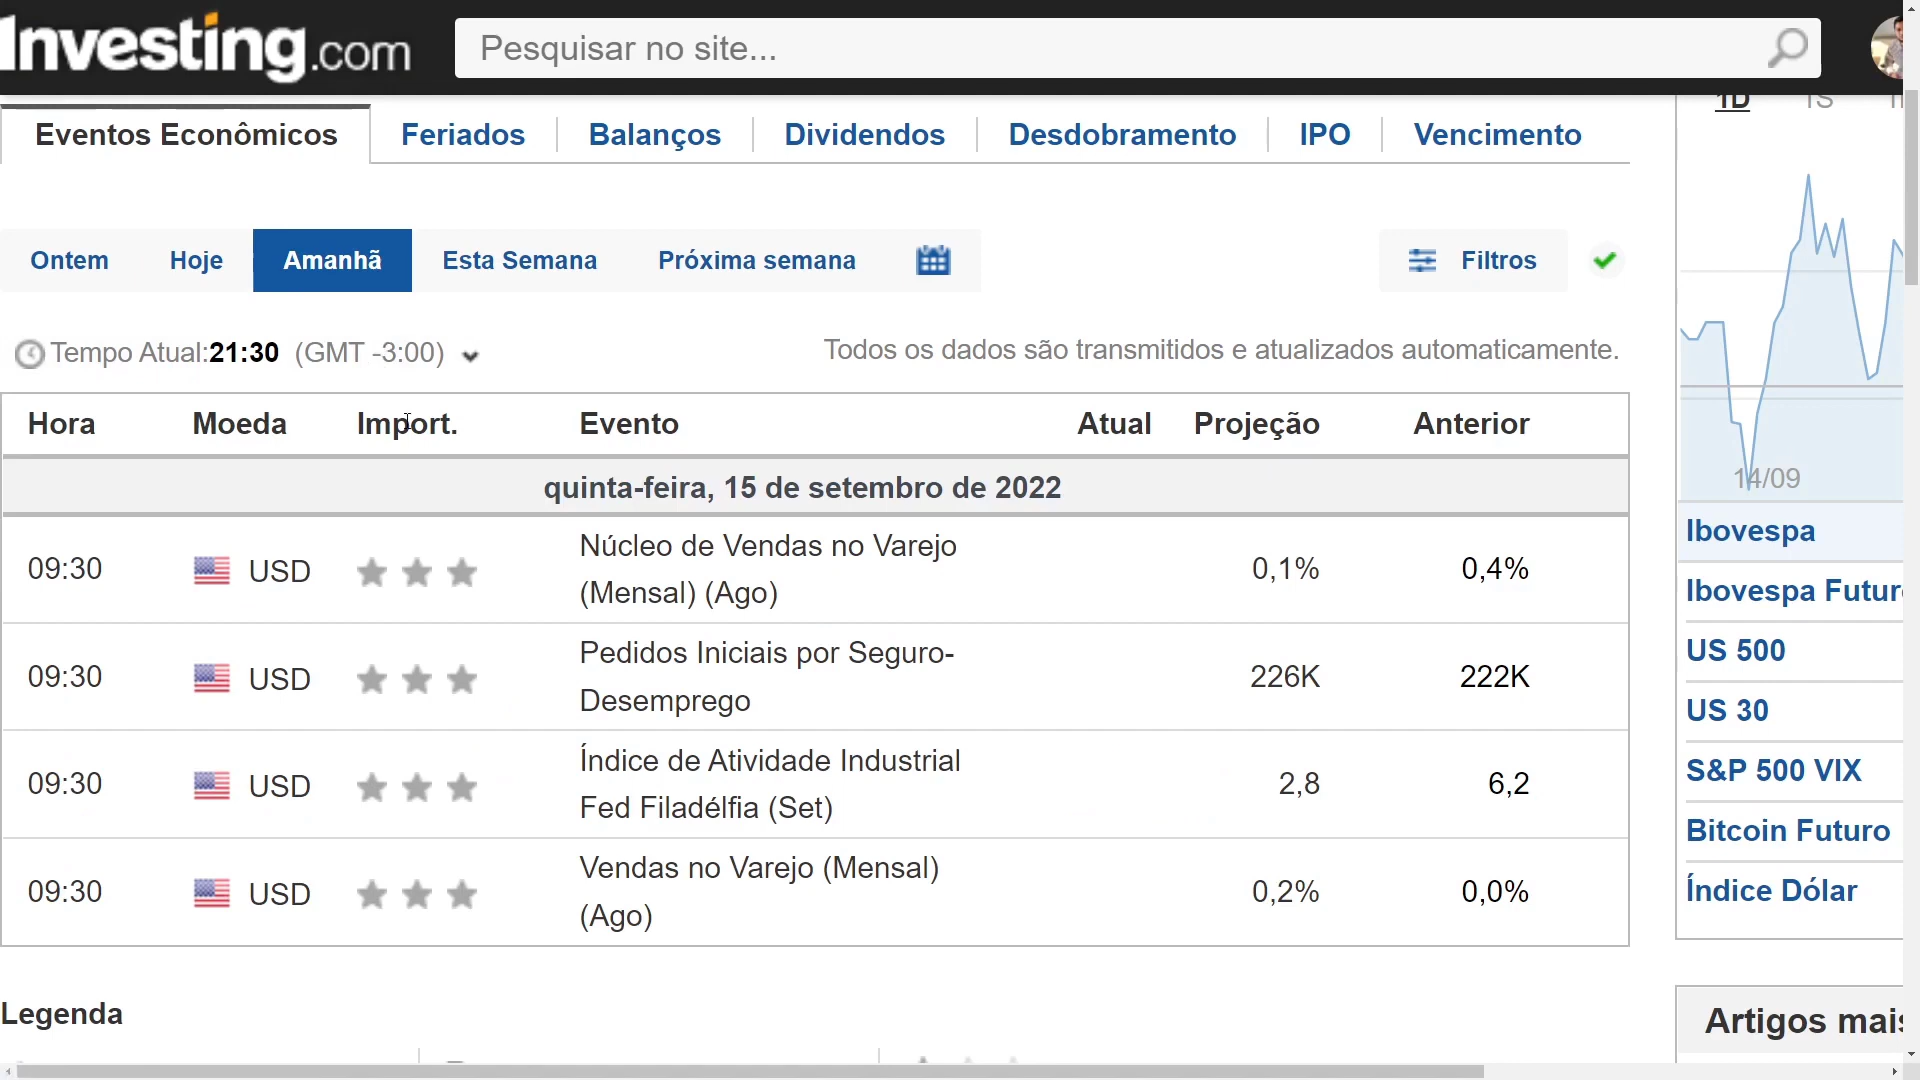 Investing.com
Pesquisar no site...
Eventos Econômicos Feriados Balanços Dividendos Desdobramento IPO Vencimento
1D 1S
Ontem Hoje Amanhã Esta Semana Próxima semana Filtros
Tempo Atual:21:30 (GMT -3:00) Todos os dados são transmitidos e atualizados automaticamente.
Hora Moeda Import. Evento Atual Projeção Anterior
quinta-feira, 15 de setembro de 2022
09:30 USD Núcleo de Vendas no Varejo
(Mensal) (Ago) 0,1% 0,4%
09:30 USD Pedidos Iniciais por Seguro-
Desemprego 226K 222K
09:30 USD Índice de Atividade Industrial
Fed Filadélfia (Set) 2,8 6,2
09:30 USD Vendas no Varejo (Mensal)
(Ago) 0,2% 0,0%
14/09
Ibovespa
Ibovespa Futur
US 500
US 30
S&P 500 VIX
Bitcoin Futuro
Índice Dólar
Legenda
Artigos mais